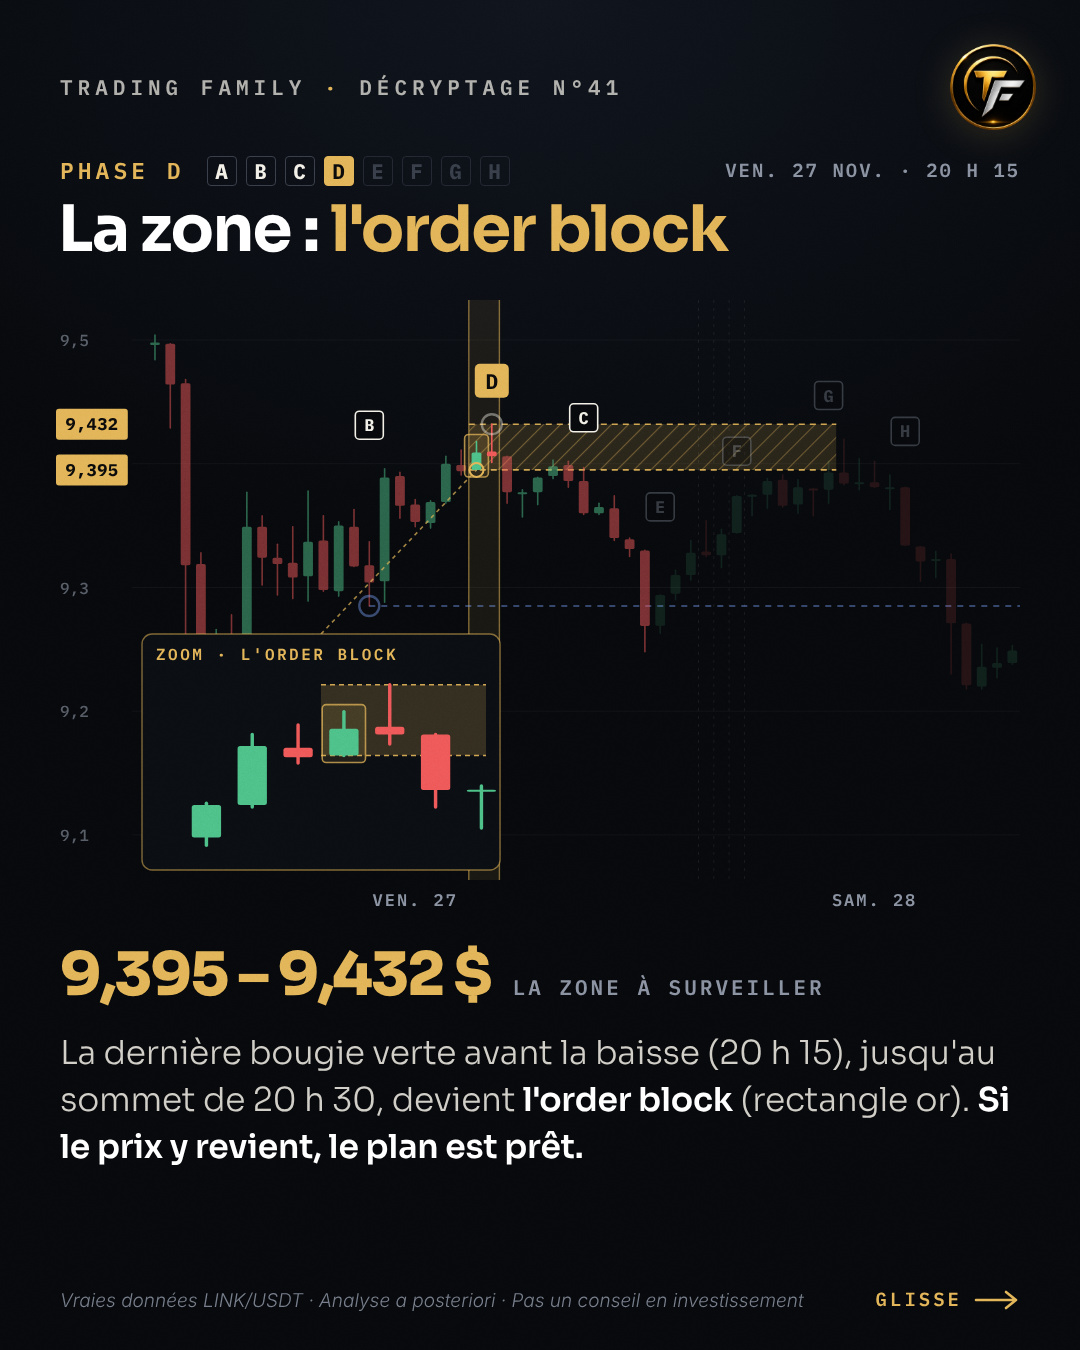 TRADING FAMILY · DÉCRYPTAGE N°41
TF
PHASE D A B C D E F G H
VEN. 27 NOV. · 20 H 15
La zone : l'order block
9,5
9,432
9,395
9,3
9,2
9,1
D
B
C
G
H
F
E
ZOOM · L'ORDER BLOCK
VEN. 27
SAM. 28
9,395 – 9,432 $ LA ZONE À SURVEILLER
La dernière bougie verte avant la baisse (20 h 15), jusqu'au
sommet de 20 h 30, devient l'order block (rectangle or). Si
le prix y revient, le plan est prêt.
Vraies données LINK/USDT · Analyse a posteriori · Pas un conseil en investissement
GLISSE →